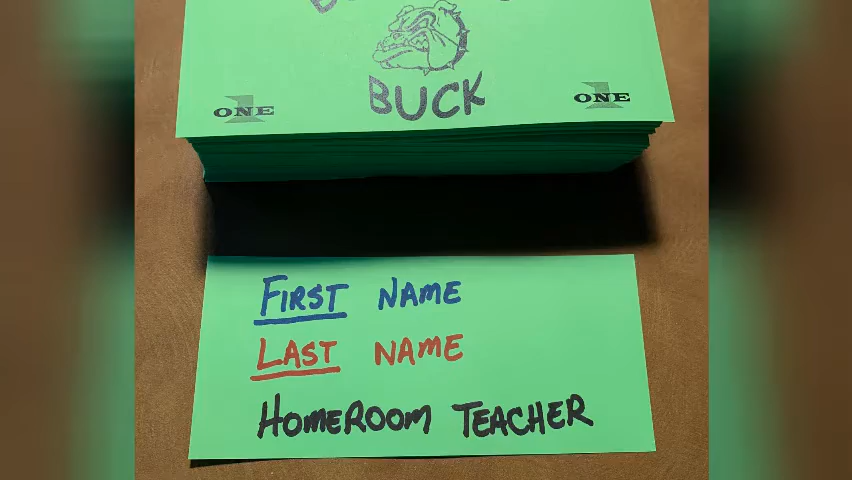 BUCK
ONE ONE
FIRST NAME
LAST NAME
HOMEROOM TEACHER